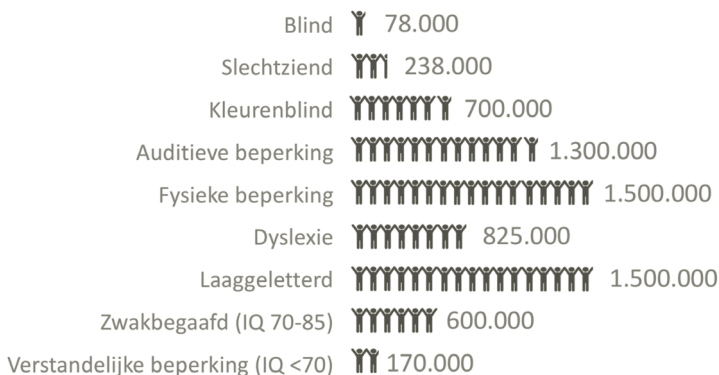 Blind 78.000
Slechtziend 238.000
Kleurenblind 700.000
Auditieve beperking 1.300.000
Fysieke beperking 1.500.000
Dyslexie 825.000
Laaggeletterd 1.500.000
Zwakbegaafd (IQ 70-85) 600.000
Verstandelijke beperking (IQ <70) 170.000